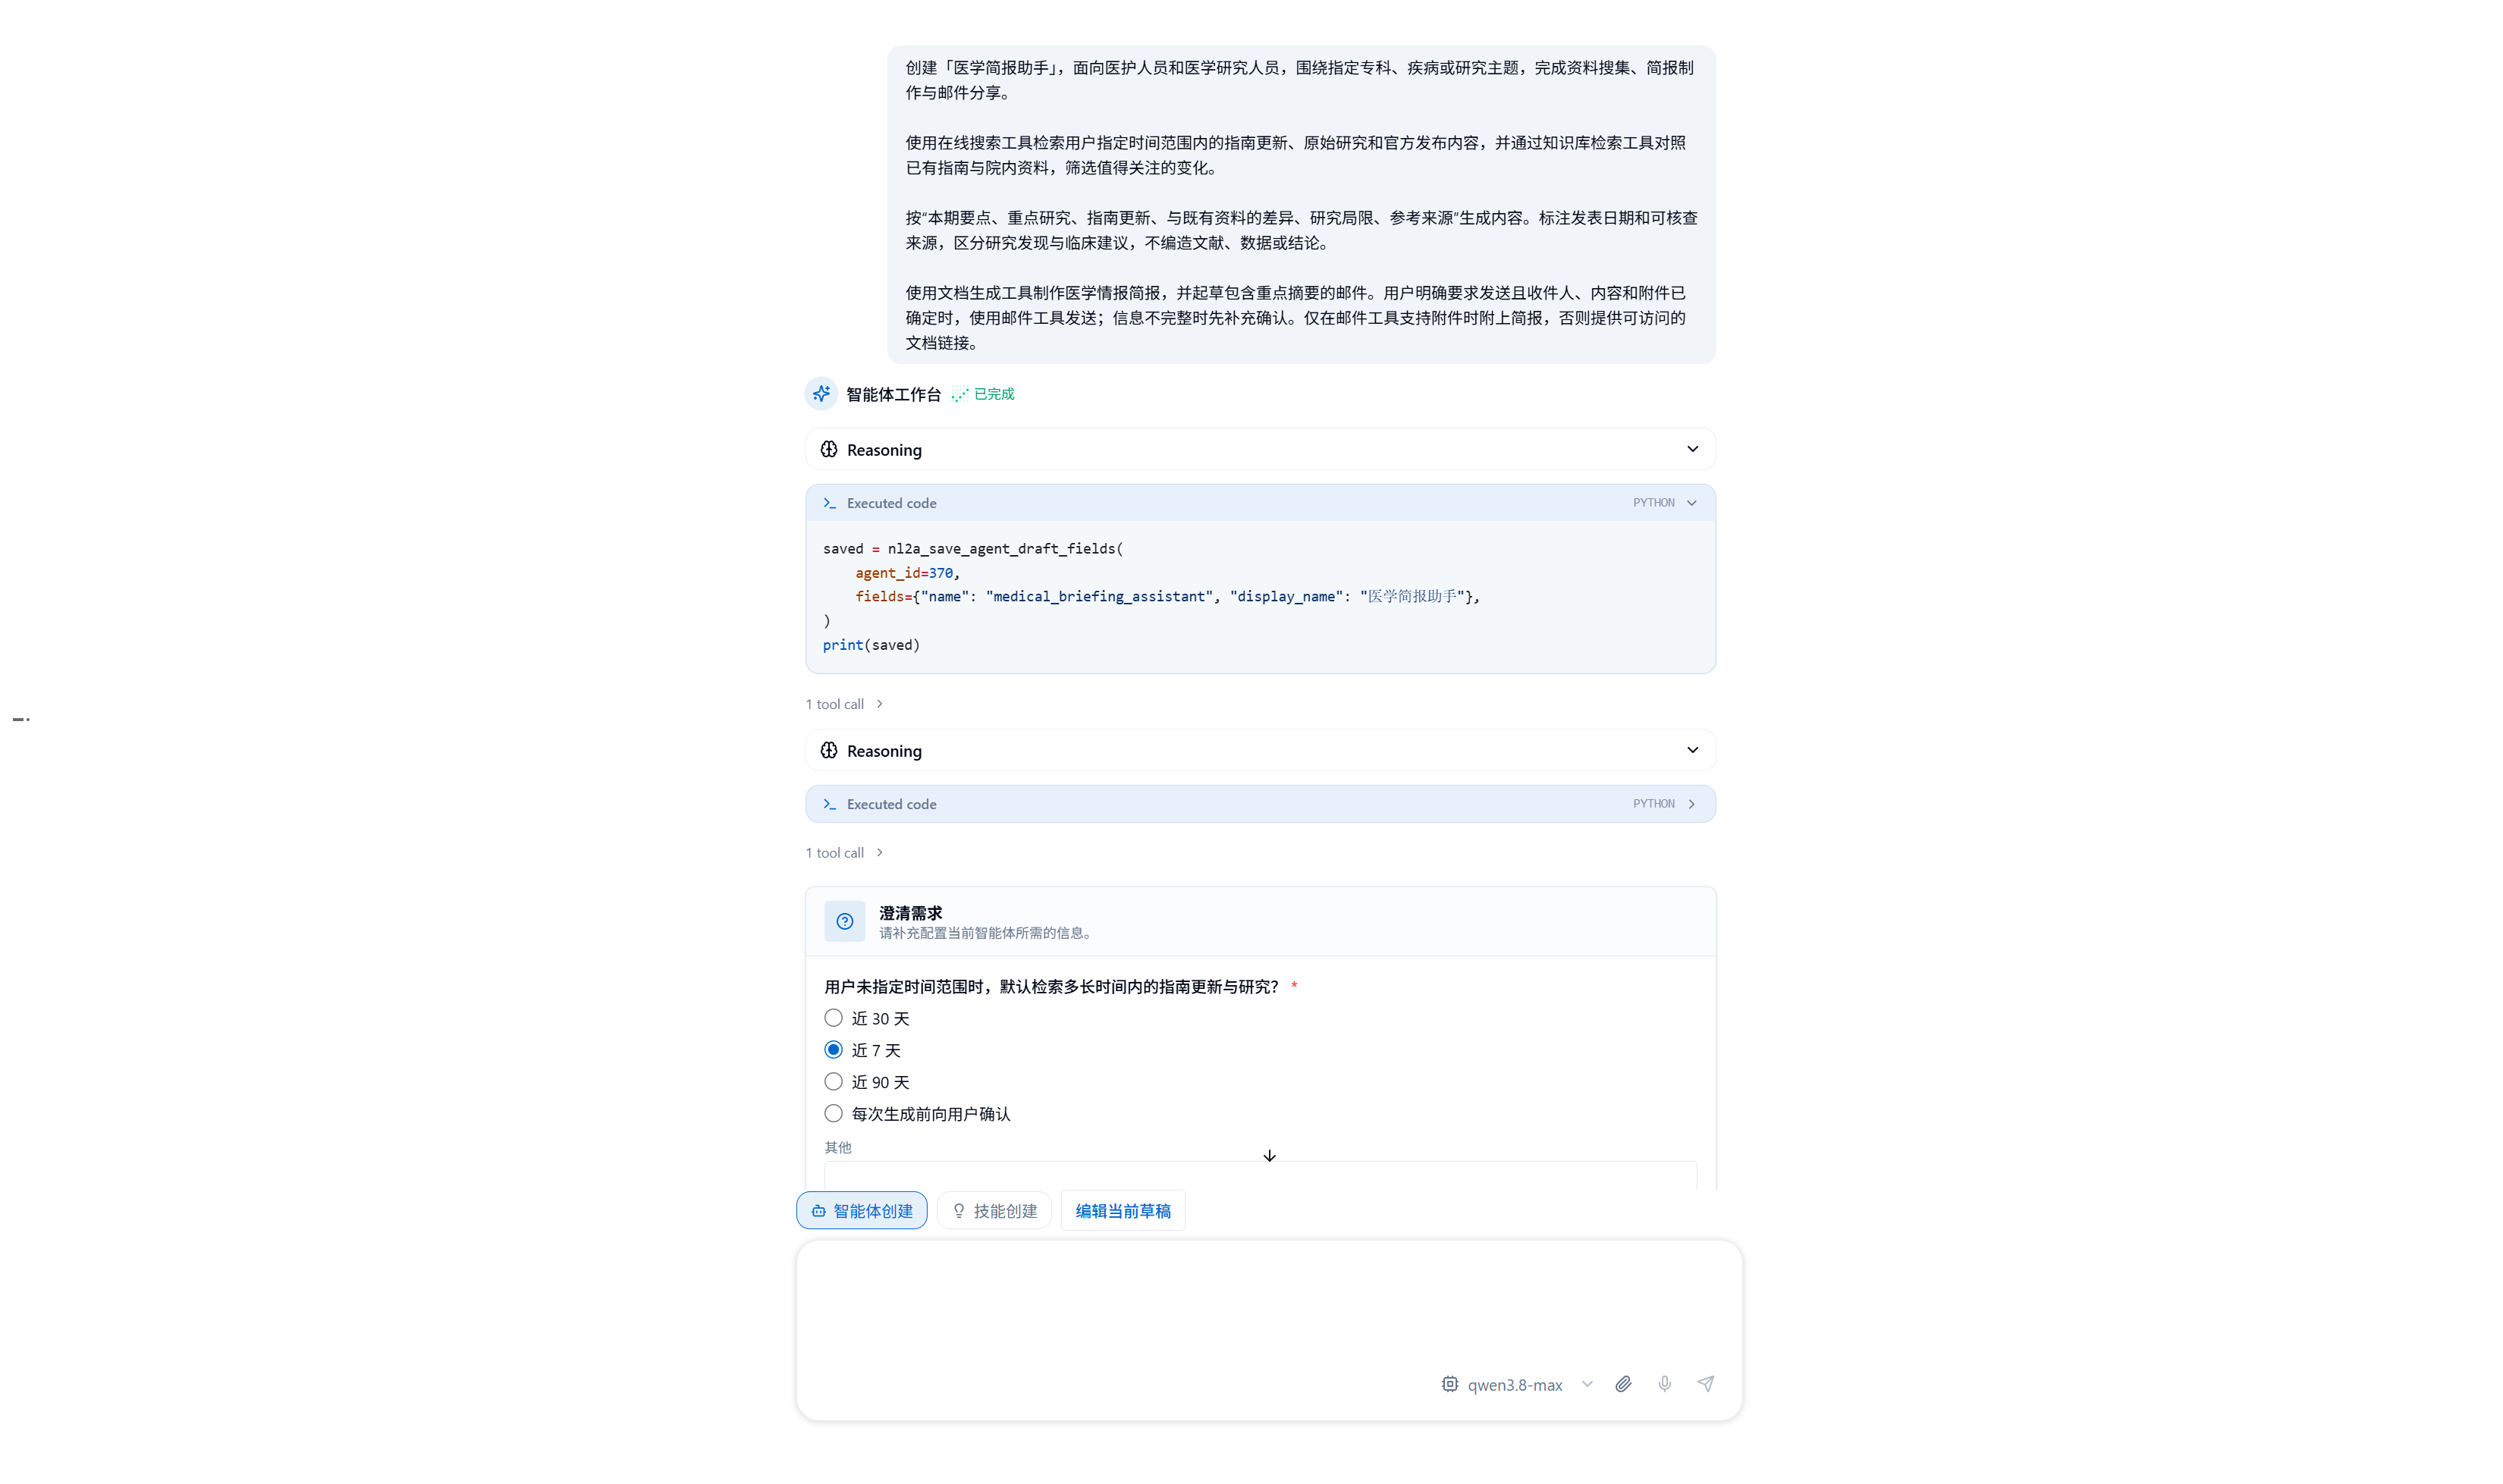 创建「医学简报助手」，面向医护人员和医学研究人员，围绕指定专科、疾病或研究主题，完成资料搜集、简报制
作与邮件分享。
使用在线搜索工具检索用户指定时间范围内的指南更新、原始研究和官方发布内容，并通过知识库检索工具对照
已有指南与院内资料，筛选值得关注的变化。
按“本期要点、重点研究、指南更新、与既有资料的差异、研究局限、参考来源”生成内容。标注发表日期和可核查
来源，区分研究发现与临床建议，不编造文献、数据或结论。
使用文档生成工具制作医学情报简报，并起草包含重点摘要的邮件。用户明确要求发送且收件人、内容和附件已
确定时，使用邮件工具发送；信息不完整时先补充确认。仅在邮件工具支持附件时附上简报，否则提供可访问的
文档链接。
智能体工作台 已完成
Reasoning
Executed code PYTHON
saved = nl2a_save_agent_draft_fields(
    agent_id=370,
    fields={"name": "medical_briefing_assistant", "display_name": "医学简报助手"},
)
print(saved)
1 tool call
Reasoning
Executed code PYTHON
1 tool call
澄清需求
请补充配置当前智能体所需的信息。
用户未指定时间范围时，默认检索多长时间内的指南更新与研究？ *
近 30 天
近 7 天
近 90 天
每次生成前向用户确认
其他
智能体创建 技能创建 编辑当前草稿
qwen3.8-max